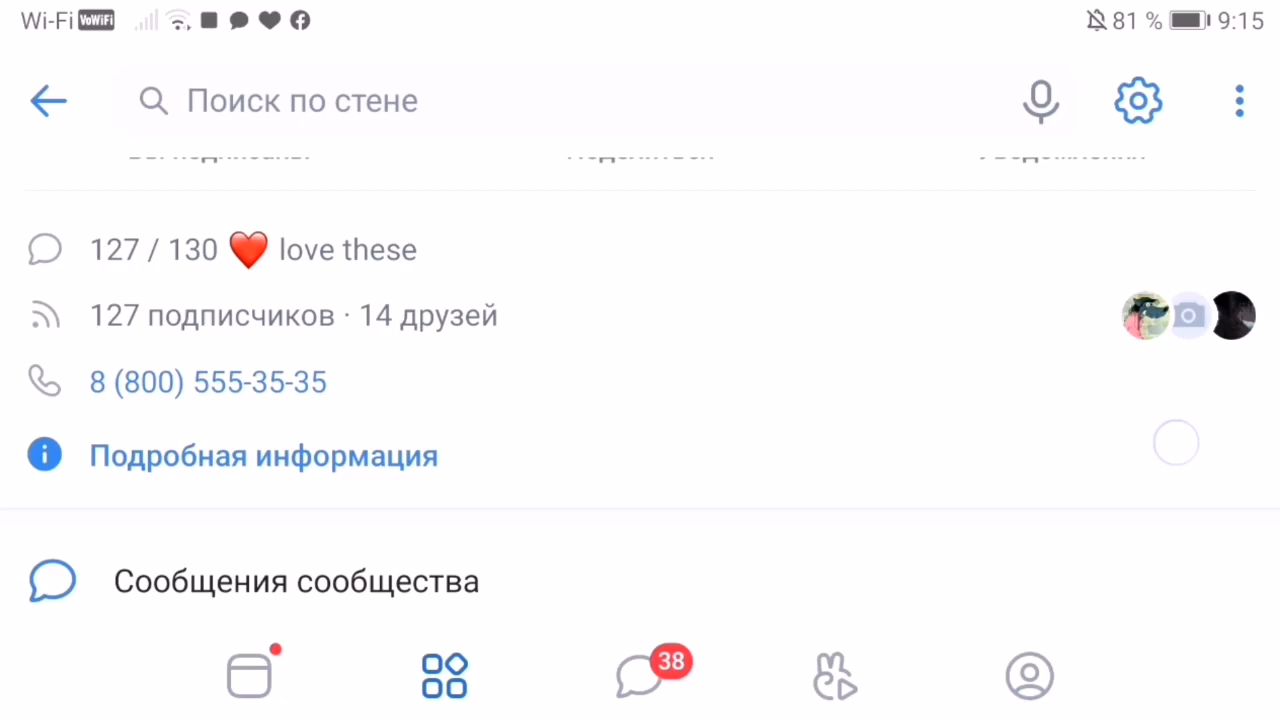 Wi-Fi VoWiFi 81 % 9:15
Поиск по стене
127 / 130 ❤️ love these
127 подписчиков · 14 друзей
8 (800) 555-35-35
Подробная информация
Сообщения сообщества
38